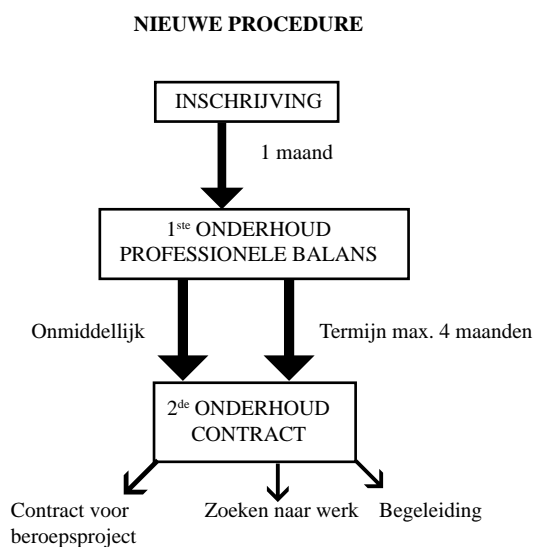 NIEUWE PROCEDURE
INSCHRIJVING
1 maand
1ste ONDERHOUD
PROFESSIONELE BALANS
Onmiddellijk
Termijn max. 4 maanden
2de ONDERHOUD
CONTRACT
Contract voor
beroepsproject
Zoeken naar werk
Begeleiding